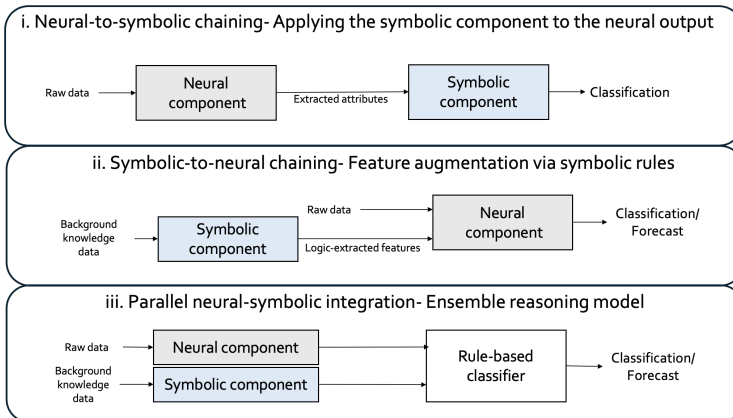 i. Neural-to-symbolic chaining- Applying the symbolic component to the neural output
Raw data
Neural
component
Extracted attributes
Symbolic
component
Classification
ii. Symbolic-to-neural chaining- Feature augmentation via symbolic rules
Background
knowledge
data
Symbolic
component
Raw data
Logic-extracted features
Neural
component
Classification/
Forecast
iii. Parallel neural-symbolic integration- Ensemble reasoning model
Raw data
Neural component
Background
knowledge
data
Symbolic component
Rule-based
classifier
Classification/
Forecast